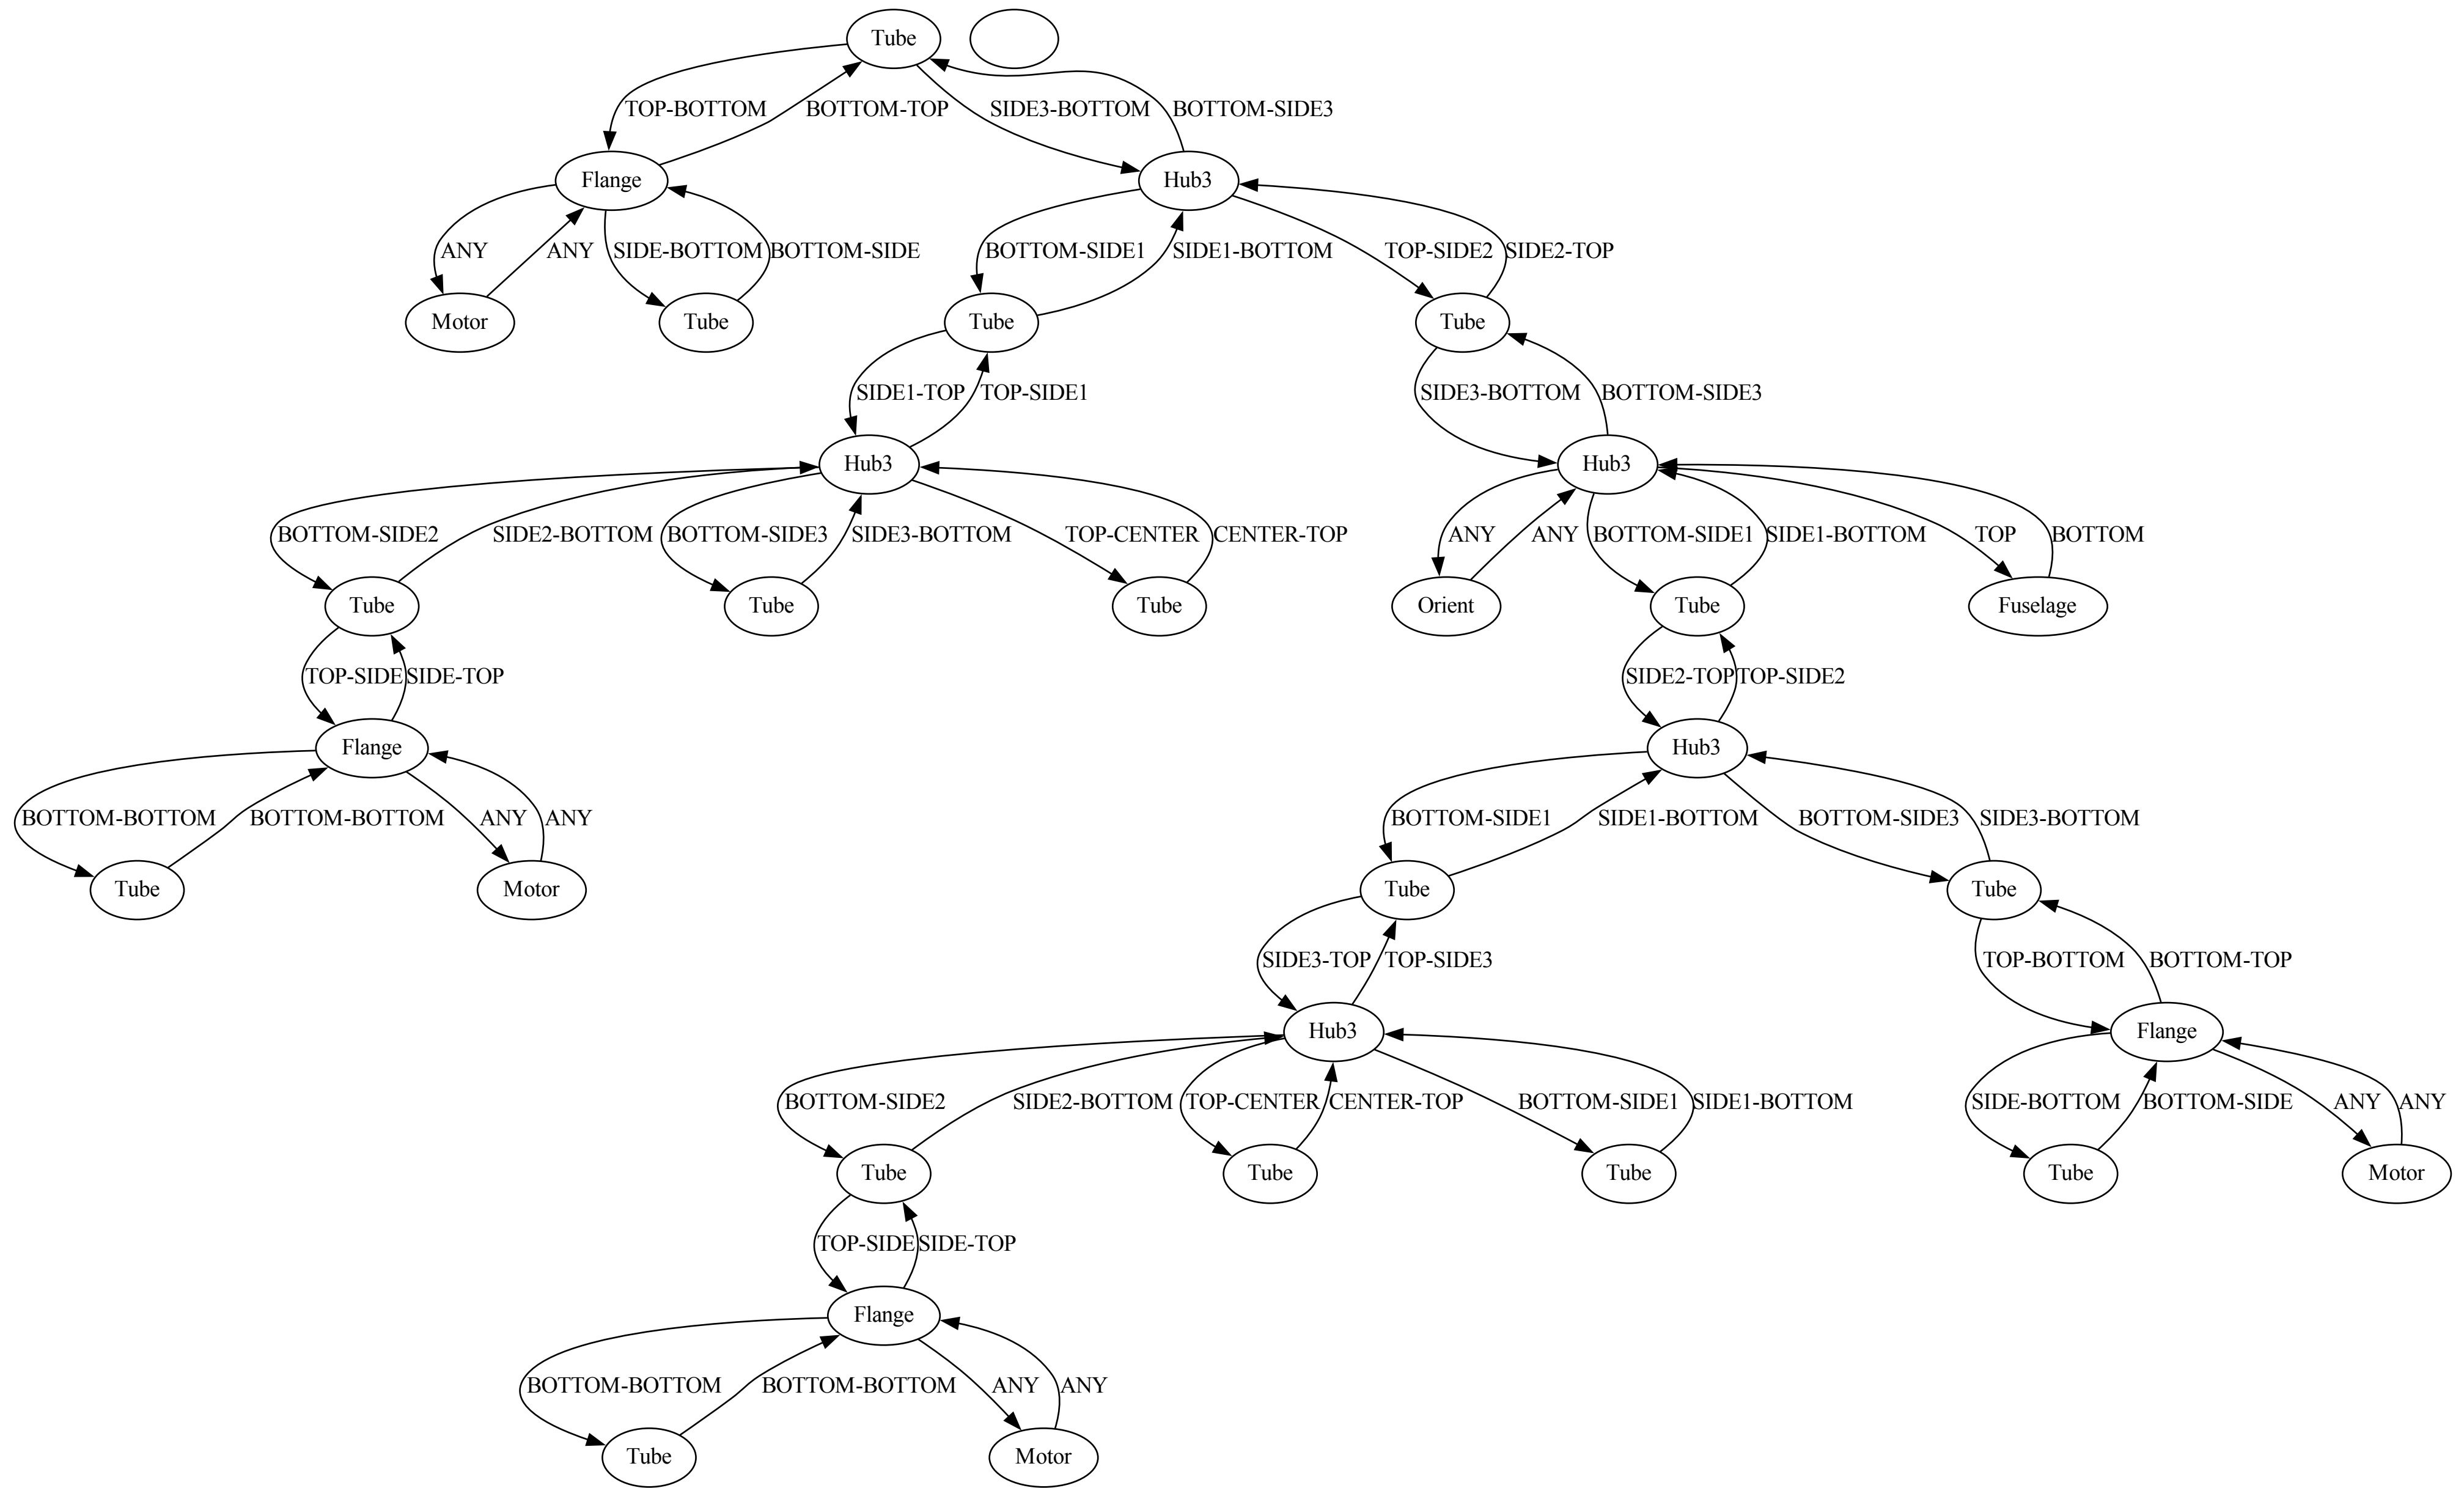 Tube
TOP-BOTTOM
BOTTOM-TOP
SIDE3-BOTTOM
BOTTOM-SIDE3
Flange
Hub3
ANY
ANY
SIDE-BOTTOM
BOTTOM-SIDE
BOTTOM-SIDE1
SIDE1-BOTTOM
TOP-SIDE2
SIDE2-TOP
Motor
Tube
Tube
Tube
SIDE1-TOP
TOP-SIDE1
SIDE3-BOTTOM
BOTTOM-SIDE3
Hub3
Hub3
BOTTOM-SIDE2
SIDE2-BOTTOM
BOTTOM-SIDE3
SIDE3-BOTTOM
TOP-CENTER
CENTER-TOP
ANY
ANY
BOTTOM-SIDE1
SIDE1-BOTTOM
TOP
BOTTOM
Tube
Tube
Tube
Orient
Tube
Fuselage
TOP-SIDE
SIDE-TOP
SIDE2-TOP
TOP-SIDE2
Flange
Hub3
BOTTOM-BOTTOM
BOTTOM-BOTTOM
ANY
ANY
BOTTOM-SIDE1
SIDE1-BOTTOM
BOTTOM-SIDE3
SIDE3-BOTTOM
Tube
Motor
Tube
Tube
SIDE3-TOP
TOP-SIDE3
TOP-BOTTOM
BOTTOM-TOP
Hub3
Flange
BOTTOM-SIDE2
SIDE2-BOTTOM
TOP-CENTER
CENTER-TOP
BOTTOM-SIDE1
SIDE1-BOTTOM
SIDE-BOTTOM
BOTTOM-SIDE
ANY
ANY
Tube
Tube
Tube
Tube
Motor
TOP-SIDE
SIDE-TOP
Flange
BOTTOM-BOTTOM
BOTTOM-BOTTOM
ANY
ANY
Tube
Motor